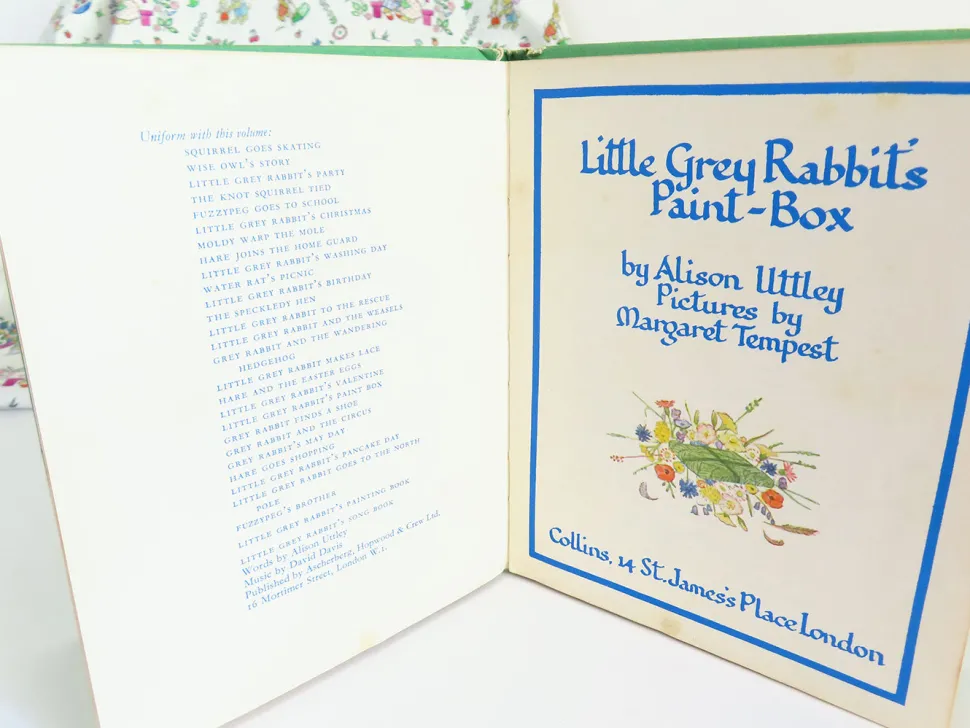 Uniform with this volume:
SQUIRREL GOES SKATING
WISE OWL'S STORY
LITTLE GREY RABBIT'S PARTY
THE KNOT SQUIRREL TIED
FUZZYPEG GOES TO SCHOOL
LITTLE GREY RABBIT'S CHRISTMAS
MOLDY WARP THE MOLE
HARE JOINS THE HOME GUARD
LITTLE GREY RABBIT'S WASHING DAY
WATER RAT'S PICNIC
LITTLE GREY RABBIT'S BIRTHDAY
THE SPECKLEDY HEN
LITTLE GREY RABBIT TO THE RESCUE
LITTLE GREY RABBIT AND THE WEASELS
GREY RABBIT AND THE WANDERING
HEDGEHOG
LITTLE GREY RABBIT MAKES LACE
HARE AND THE EASTER EGGS
LITTLE GREY RABBIT'S VALENTINE
LITTLE GREY RABBIT'S PAINT BOX
GREY RABBIT FINDS A SHOE
GREY RABBIT AND THE CIRCUS
GREY RABBIT'S MAY DAY
HARE GOES SHOPPING
LITTLE GREY RABBIT'S PANCAKE DAY
LITTLE GREY RABBIT GOES TO THE NORTH
POLE
FUZZYPEG'S BROTHER
LITTLE GREY RABBIT'S PAINTING BOOK
LITTLE GREY RABBIT'S SONG BOOK
Words by Alison Uttley
Music by David Davis
Published by Ascherberg, Hopwood & Crew Ltd.
16 Mortimer Street, London W.1.
Little Grey Rabbit's
Paint-Box
by Alison Uttley
Pictures by
Margaret Tempest
Collins, 14 St. James's Place London